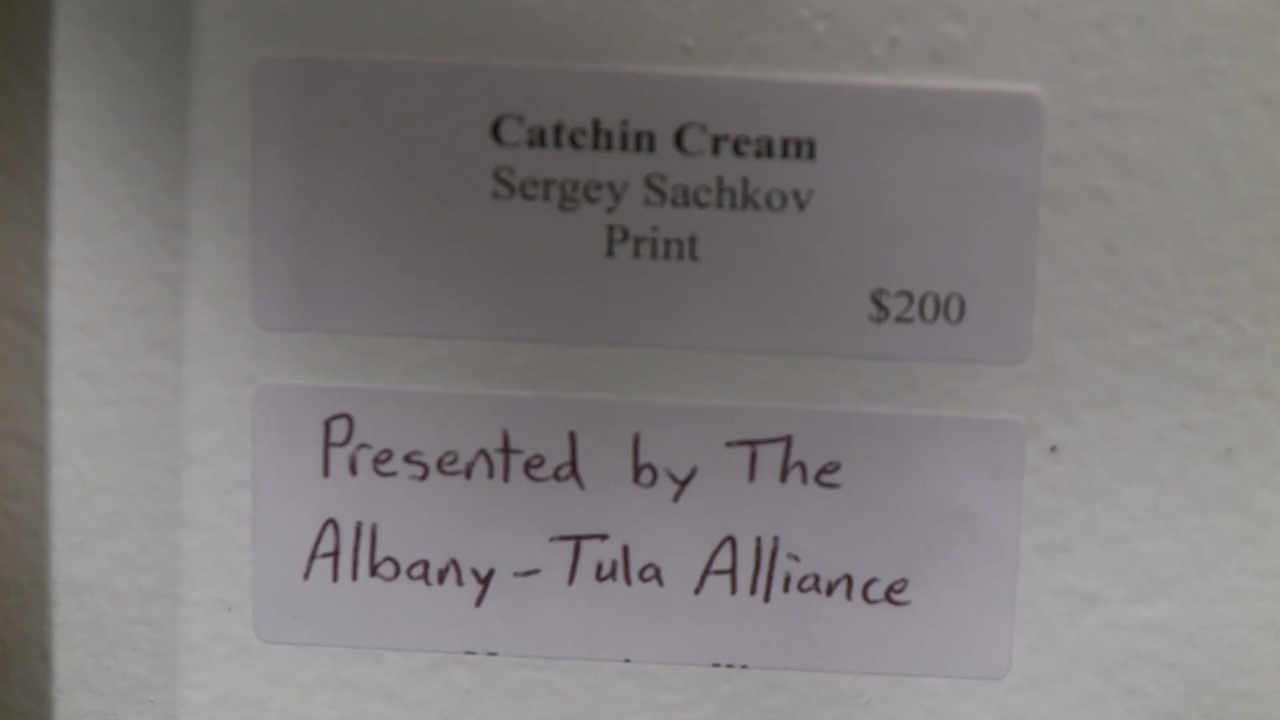 Catchin Cream
Sergey Sachkov
Print
$200
Presented by The
Albany-Tula Alliance